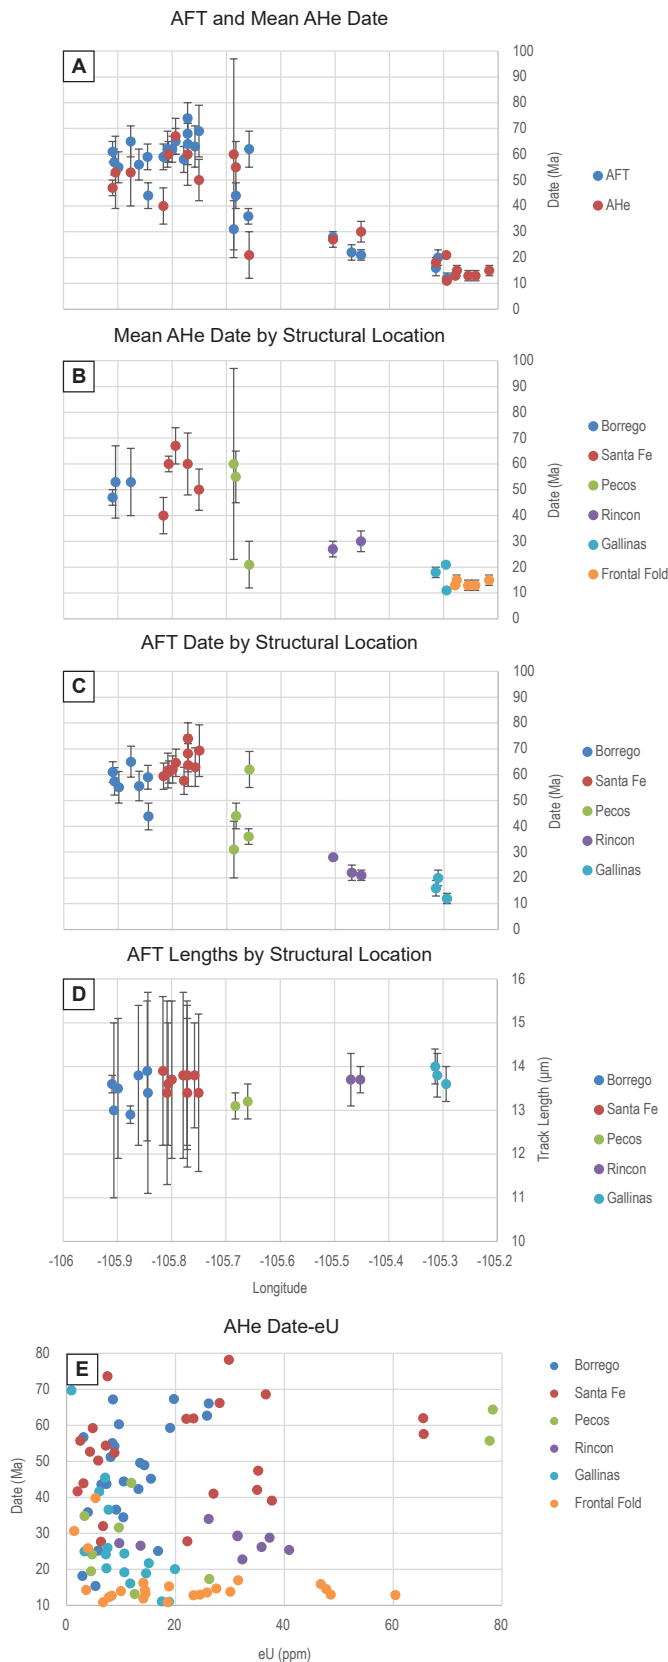 AFT and Mean AHe Date
A
100
90
80
70
60
50
40
30
20
10
0
Date (Ma)
AFT
AHe
Mean AHe Date by Structural Location
B
100
90
80
70
60
50
40
30
20
10
0
Date (Ma)
Borrego
Santa Fe
Pecos
Rincon
Gallinas
Frontal Fold
AFT Date by Structural Location
C
100
90
80
70
60
50
40
30
20
10
0
Date (Ma)
Borrego
Santa Fe
Pecos
Rincon
Gallinas
AFT Lengths by Structural Location
D
16
15
14
13
12
11
10
Track Length (µm)
Borrego
Santa Fe
Pecos
Rincon
Gallinas
-106 -105.9 -105.8 -105.7 -105.6 -105.5 -105.4 -105.3 -105.2
Longitude
AHe Date-eU
E
80
70
60
50
40
30
20
10
Date (Ma)
0 20 40 60 80
eU (ppm)
Borrego
Santa Fe
Pecos
Rincon
Gallinas
Frontal Fold